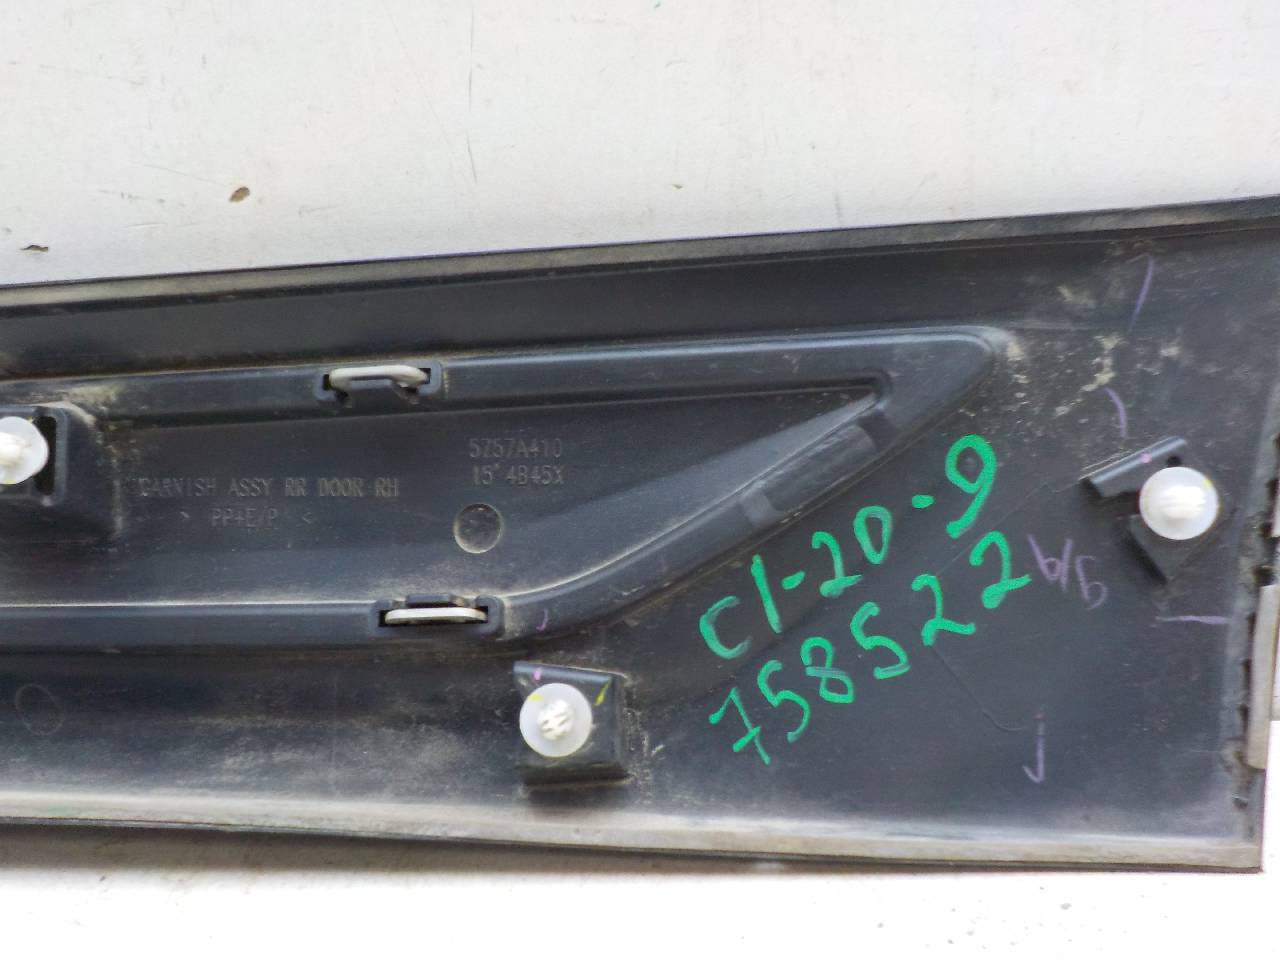 5757A410
15' 4B45X
GARNISH ASSY RR DOOR RH
> PP+E/P <
C1-20-9
758522
б/д